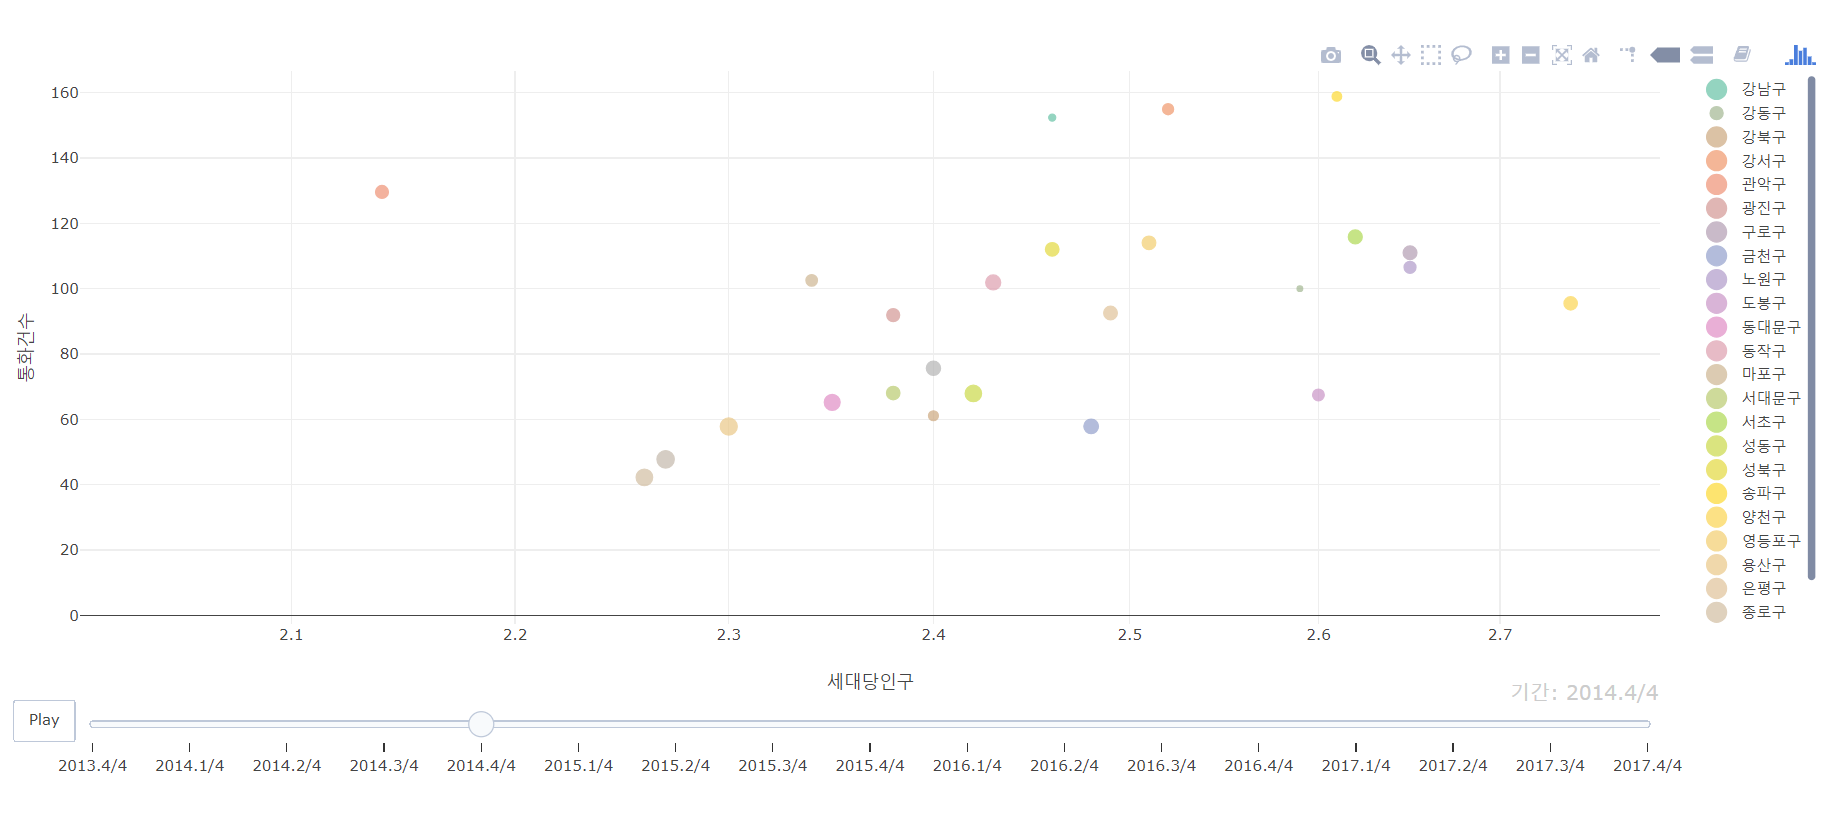 160
140
120
100
80
60
40
20
0
통화건수
2.1 2.2 2.3 2.4 2.5 2.6 2.7
세대당인구
강남구
강동구
강북구
강서구
관악구
광진구
구로구
금천구
노원구
도봉구
동대문구
동작구
마포구
서대문구
서초구
성동구
성북구
송파구
양천구
영등포구
용산구
은평구
종로구
기간: 2014.4/4
Play
2013.4/4 2014.1/4 2014.2/4 2014.3/4 2014.4/4 2015.1/4 2015.2/4 2015.3/4 2015.4/4 2016.1/4 2016.2/4 2016.3/4 2016.4/4 2017.1/4 2017.2/4 2017.3/4 2017.4/4